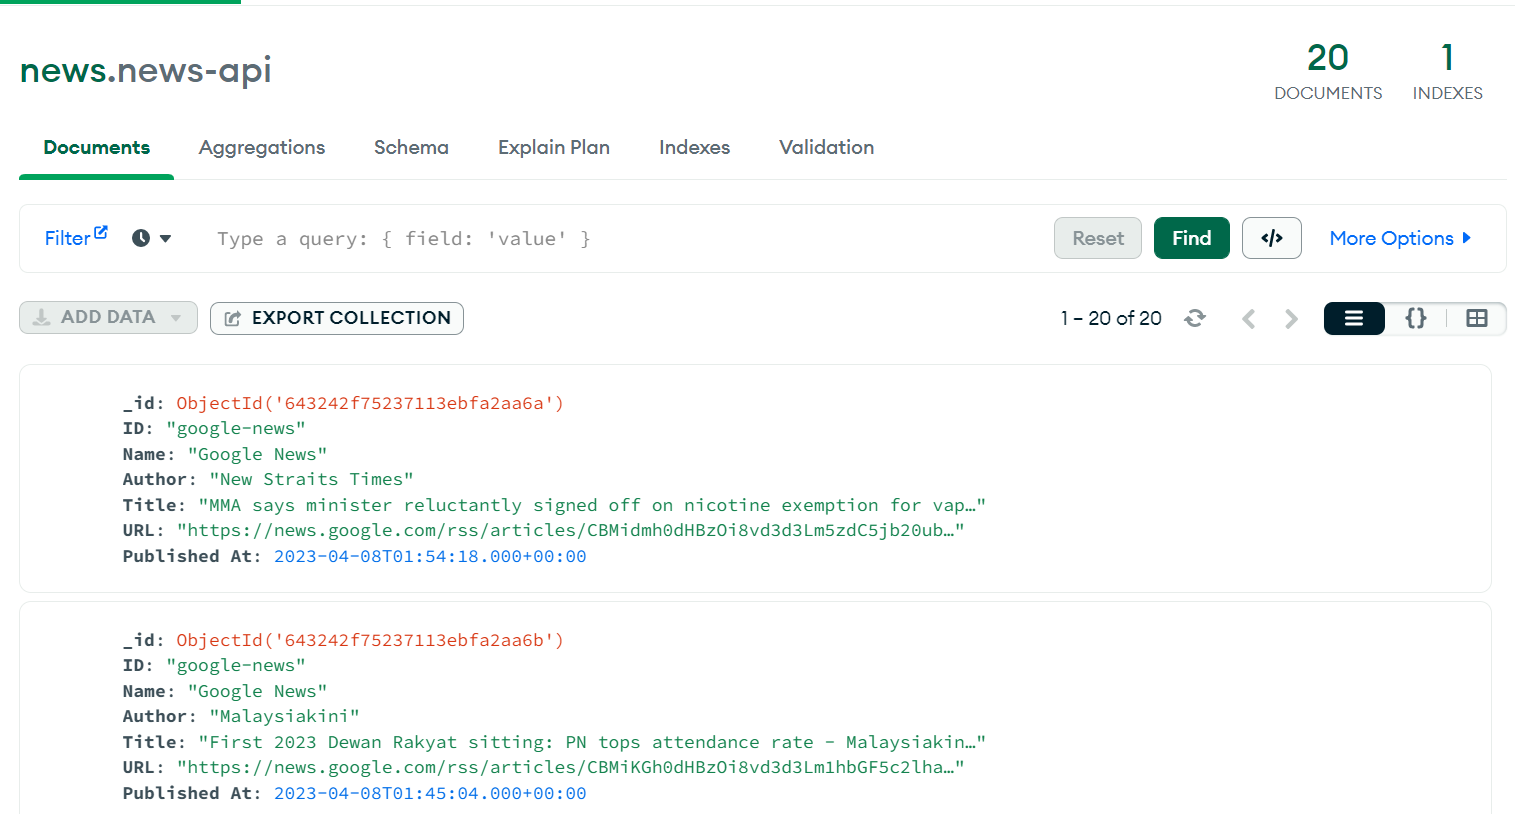 news.news-api
20
DOCUMENTS
1
INDEXES
Documents
Aggregations
Schema
Explain Plan
Indexes
Validation
Filter
Type a query: { field: 'value' }
Reset
Find
</>
More Options
ADD DATA
EXPORT COLLECTION
1 – 20 of 20
{}
_id: ObjectId('643242f75237113ebfa2aa6a')
ID: "google-news"
Name: "Google News"
Author: "New Straits Times"
Title: "MMA says minister reluctantly signed off on nicotine exemption for vap…"
URL: "https://news.google.com/rss/articles/CBMidmh0dHBzOi8vd3d3Lm5zdC5jb20ub…"
Published At: 2023-04-08T01:54:18.000+00:00
_id: ObjectId('643242f75237113ebfa2aa6b')
ID: "google-news"
Name: "Google News"
Author: "Malaysiakini"
Title: "First 2023 Dewan Rakyat sitting: PN tops attendance rate - Malaysiakin…"
URL: "https://news.google.com/rss/articles/CBMiKGh0dHBzOi8vd3d3Lm1hbGF5c2lha…"
Published At: 2023-04-08T01:45:04.000+00:00